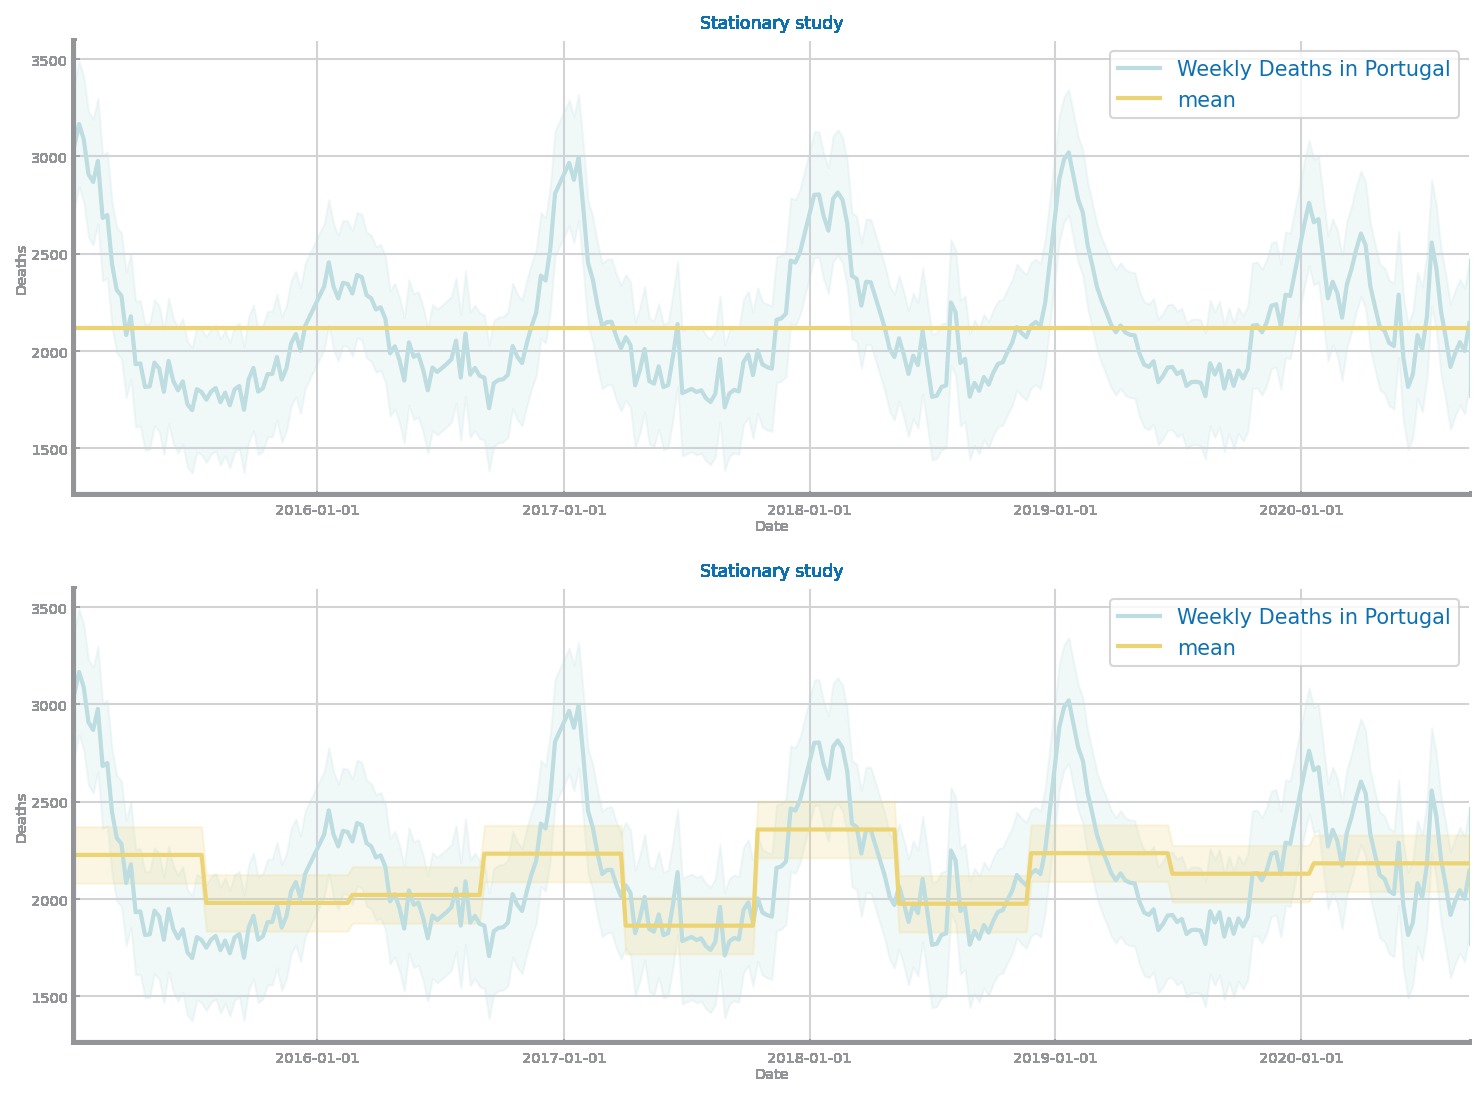 Stationary study
3500
3000
2500
2000
1500
Deaths
Weekly Deaths in Portugal
mean
2016-01-01
2017-01-01
2018-01-01
2019-01-01
2020-01-01
Date
Stationary study
3500
3000
2500
2000
1500
Deaths
Weekly Deaths in Portugal
mean
2016-01-01
2017-01-01
2018-01-01
2019-01-01
2020-01-01
Date